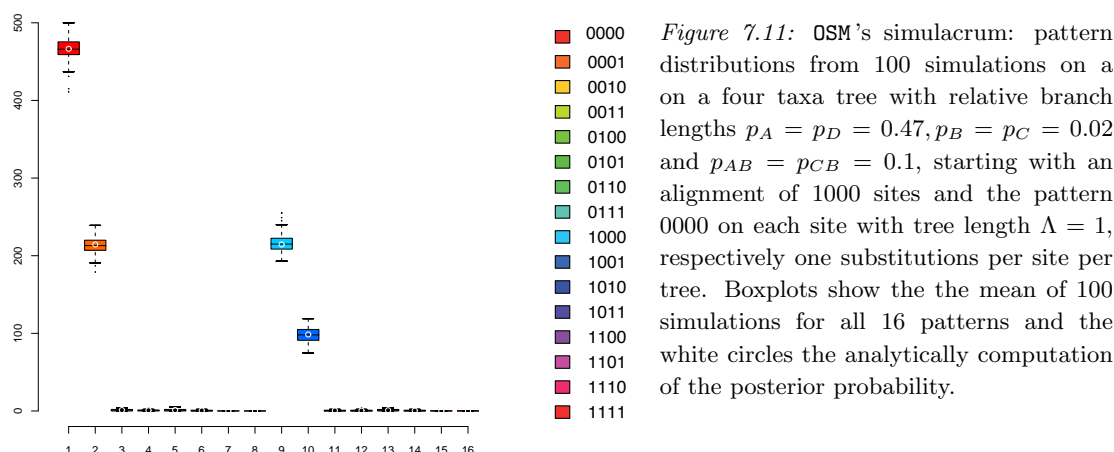 500
400
300
200
100
0
1 2 3 4 5 6 7 8 9 10 11 12 13 14 15 16
0000
0001
0010
0011
0100
0101
0110
0111
1000
1001
1010
1011
1100
1101
1110
1111
Figure 7.11: OSM's simulacrum: pattern
distributions from 100 simulations on a
on a four taxa tree with relative branch
lengths p_A = p_D = 0.47, p_B = p_C = 0.02
and p_AB = p_CB = 0.1, starting with an
alignment of 1000 sites and the pattern
0000 on each site with tree length Λ = 1,
respectively one substitutions per site per
tree. Boxplots show the the mean of 100
simulations for all 16 patterns and the
white circles the analytically computation
of the posterior probability.